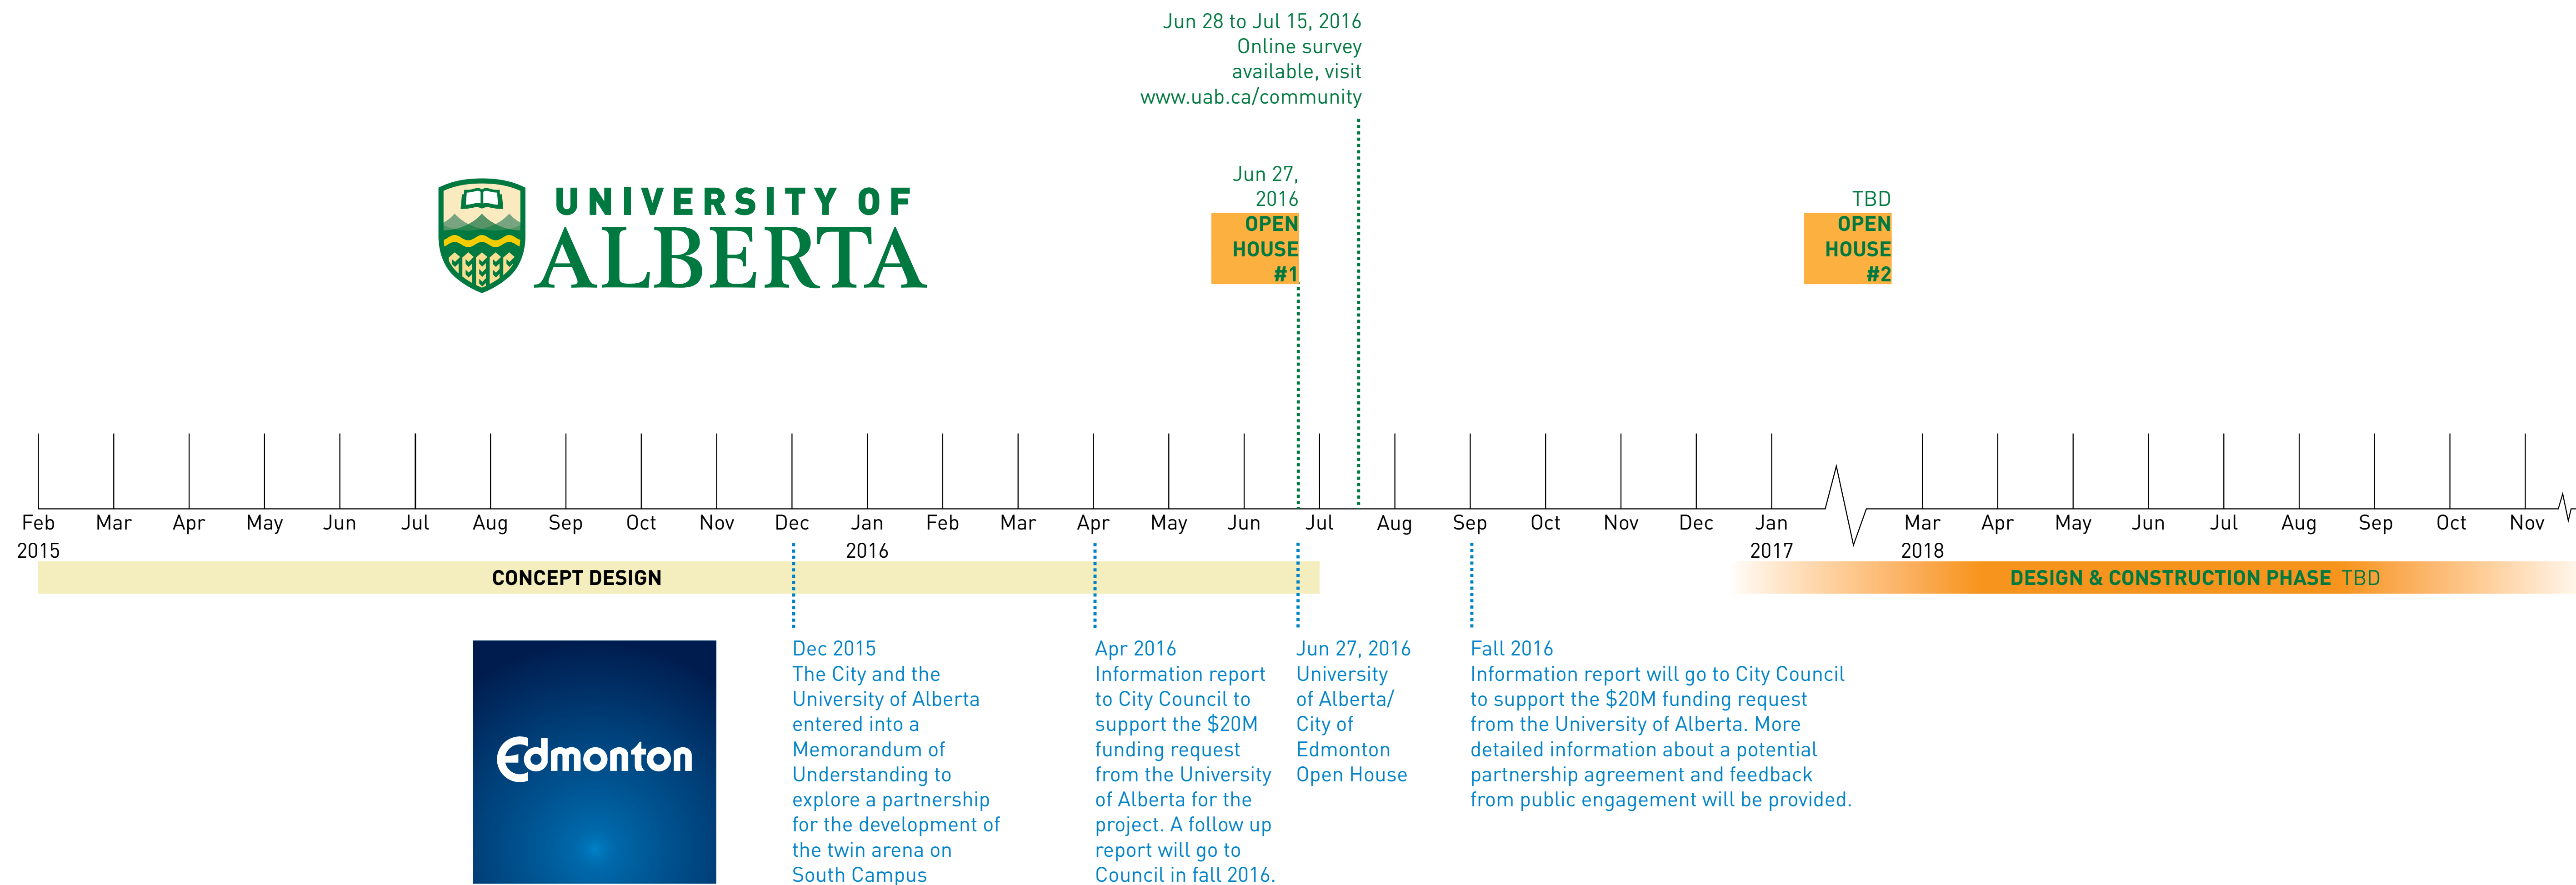 Jun 28 to Jul 15, 2016
Online survey
available, visit
www.uab.ca/community
UNIVERSITY OF
ALBERTA
Jun 27,
2016
OPEN
HOUSE
#1
TBD
OPEN
HOUSE
#2
Feb Mar Apr May Jun Jul Aug Sep Oct Nov Dec Jan Feb Mar Apr May Jun Jul Aug Sep Oct Nov Dec Jan Mar Apr May Jun Jul Aug Sep Oct Nov
2015 2016 2017 2018
CONCEPT DESIGN
DESIGN & CONSTRUCTION PHASE TBD
Edmonton
Dec 2015
The City and the
University of Alberta
entered into a
Memorandum of
Understanding to
explore a partnership
for the development of
the twin arena on
South Campus
Apr 2016
Information report
to City Council to
support the $20M
funding request
from the University
of Alberta for the
project. A follow up
report will go to
Council in fall 2016.
Jun 27, 2016
University
of Alberta/
City of
Edmonton
Open House
Fall 2016
Information report will go to City Council
to support the $20M funding request
from the University of Alberta. More
detailed information about a potential
partnership agreement and feedback
from public engagement will be provided.